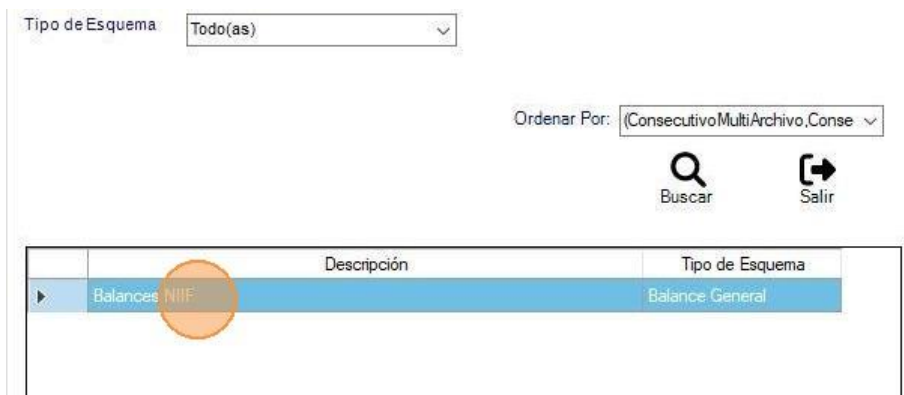 Tipo de Esquema Todo(as)
Ordenar Por: (ConsecutivoMultiArchivo,Conse
Buscar Salir
Descripción Tipo de Esquema
Balances NIIF Balance General